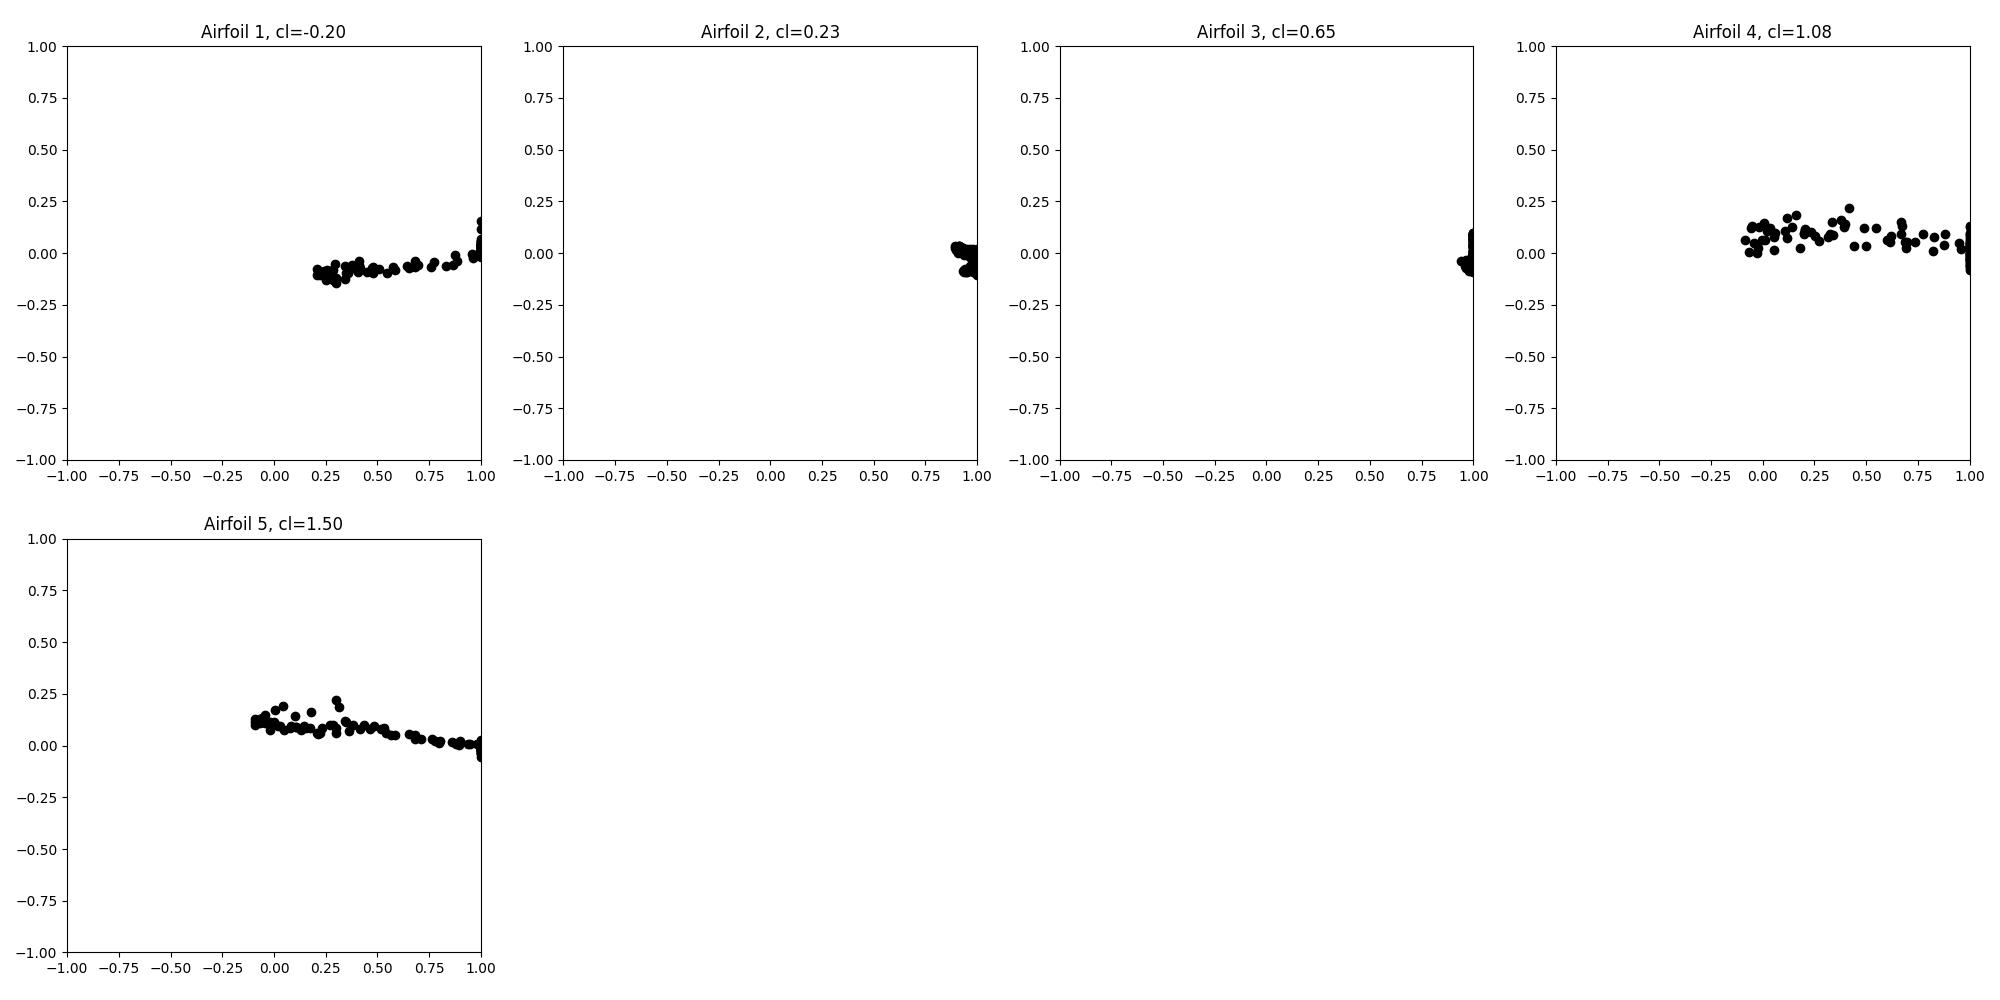 Airfoil 1, cl=-0.20
Airfoil 2, cl=0.23
Airfoil 3, cl=0.65
Airfoil 4, cl=1.08
1.00 1.00 1.00 1.00
0.75 0.75 0.75 0.75
0.50 0.50 0.50 0.50
0.25 0.25 0.25 0.25
0.00 0.00 0.00 0.00
−0.25 −0.25 −0.25 −0.25
−0.50 −0.50 −0.50 −0.50
−0.75 −0.75 −0.75 −0.75
−1.00 −1.00 −1.00 −1.00
−1.00 −0.75 −0.50 −0.25 0.00 0.25 0.50 0.75 1.00
−1.00 −0.75 −0.50 −0.25 0.00 0.25 0.50 0.75 1.00
−1.00 −0.75 −0.50 −0.25 0.00 0.25 0.50 0.75 1.00
−1.00 −0.75 −0.50 −0.25 0.00 0.25 0.50 0.75 1.00
Airfoil 5, cl=1.50
1.00
0.75
0.50
0.25
0.00
−0.25
−0.50
−0.75
−1.00
−1.00 −0.75 −0.50 −0.25 0.00 0.25 0.50 0.75 1.00